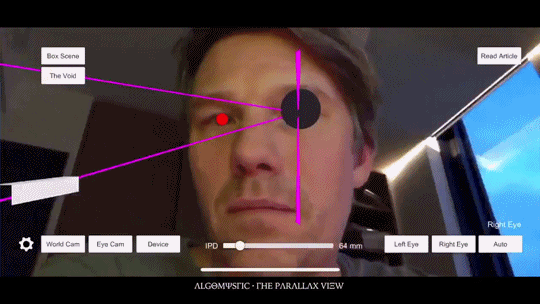 Box Scene
The Void
Read Article
Right Eye
World Cam Eye Cam Device IPD 64 mm Left Eye Right Eye Auto
ALGOMYSTIC · THE PARALLAX VIEW